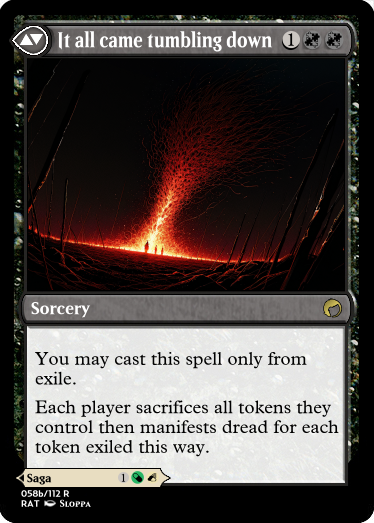 It all came tumbling down 1
Sorcery
You may cast this spell only from
exile.
Each player sacrifices all tokens they
control then manifests dread for each
token exiled this way.
Saga 1
058b/112 R
RAT Sloppa